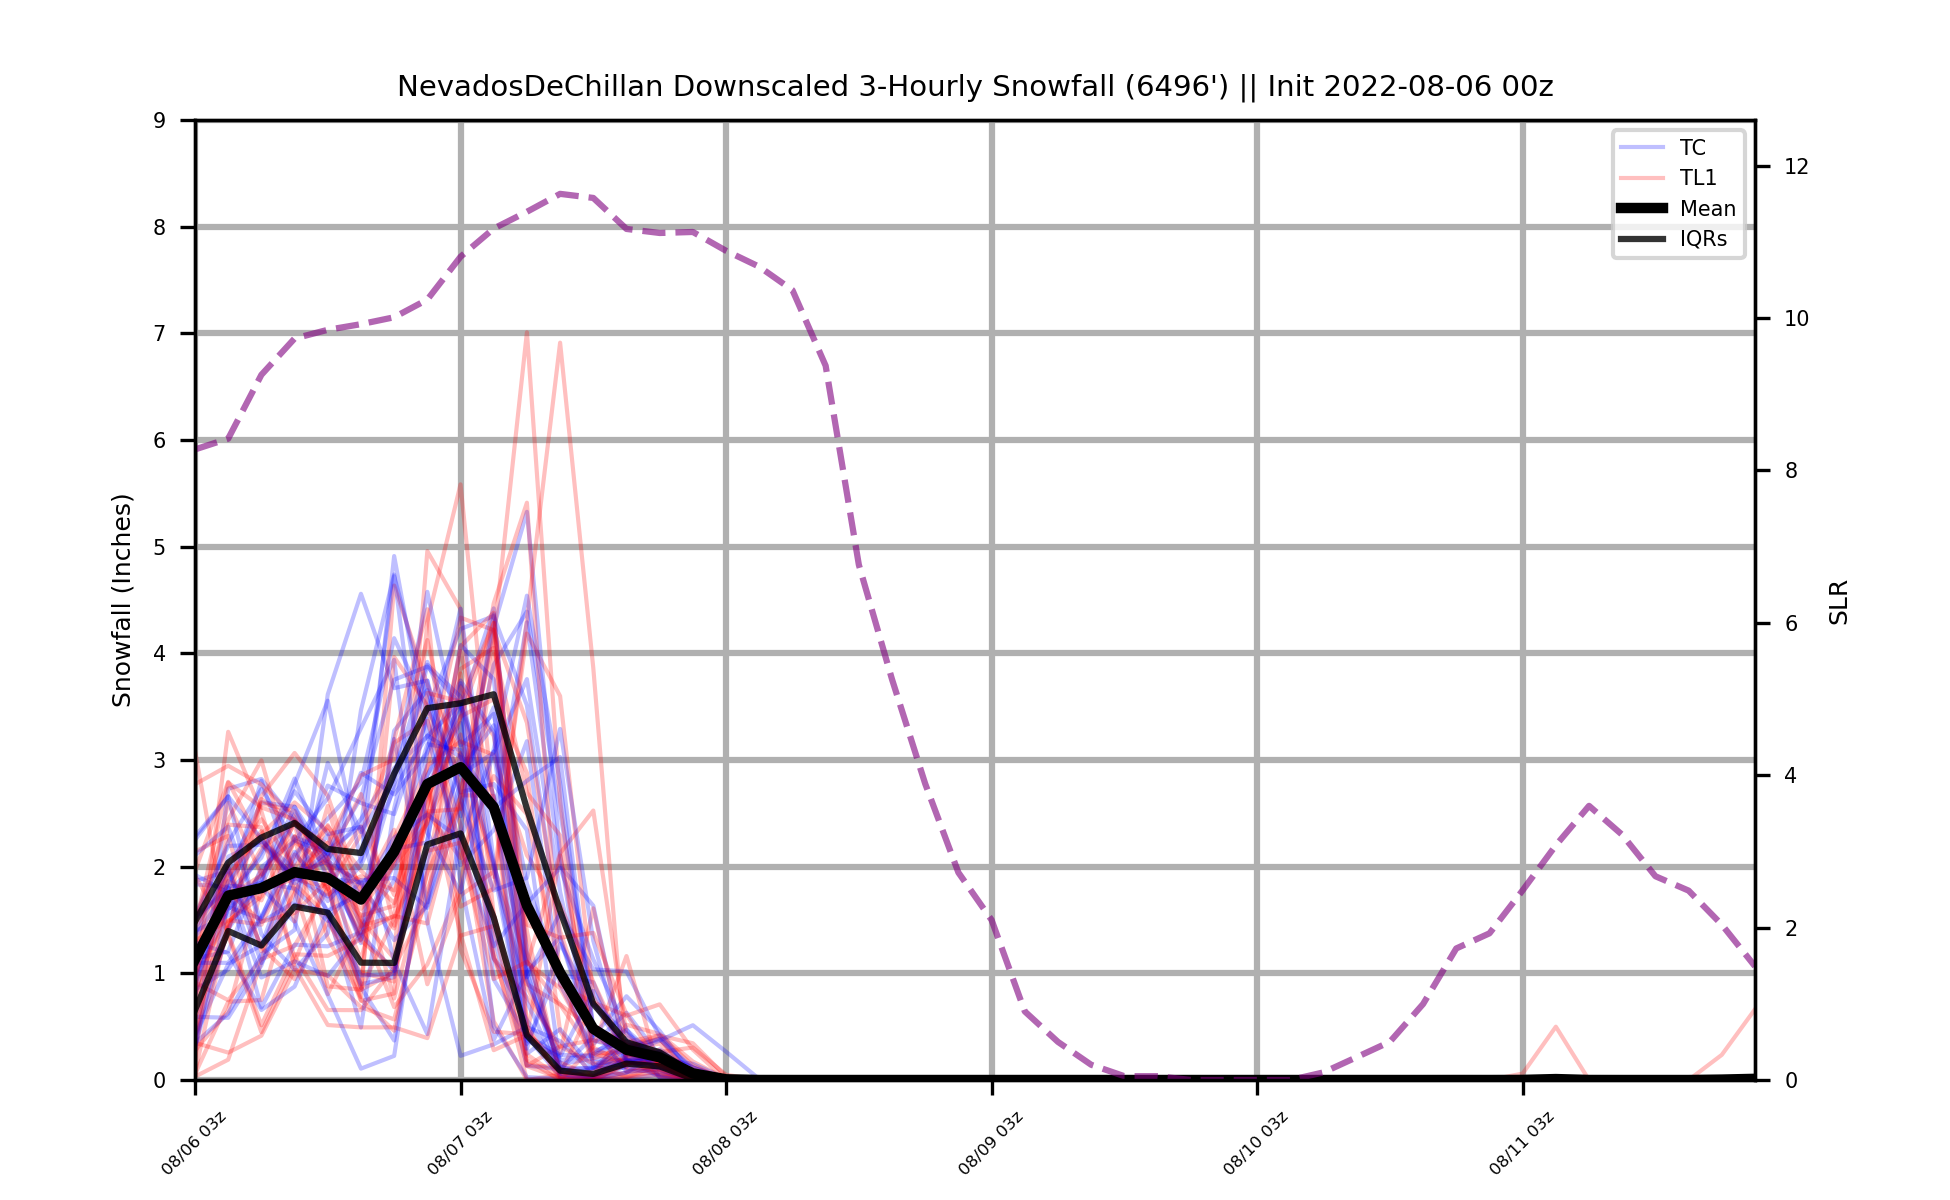 NevadosDeChillan Downscaled 3-Hourly Snowfall (6496') || Init 2022-08-06 00z
TC
TL1
Mean
IQRs
Snowfall (Inches)
9
8
7
6
5
4
3
2
1
0
12
10
8
6
4
2
0
SLR
08/06 03z
08/07 03z
08/08 03z
08/09 03z
08/10 03z
08/11 03z